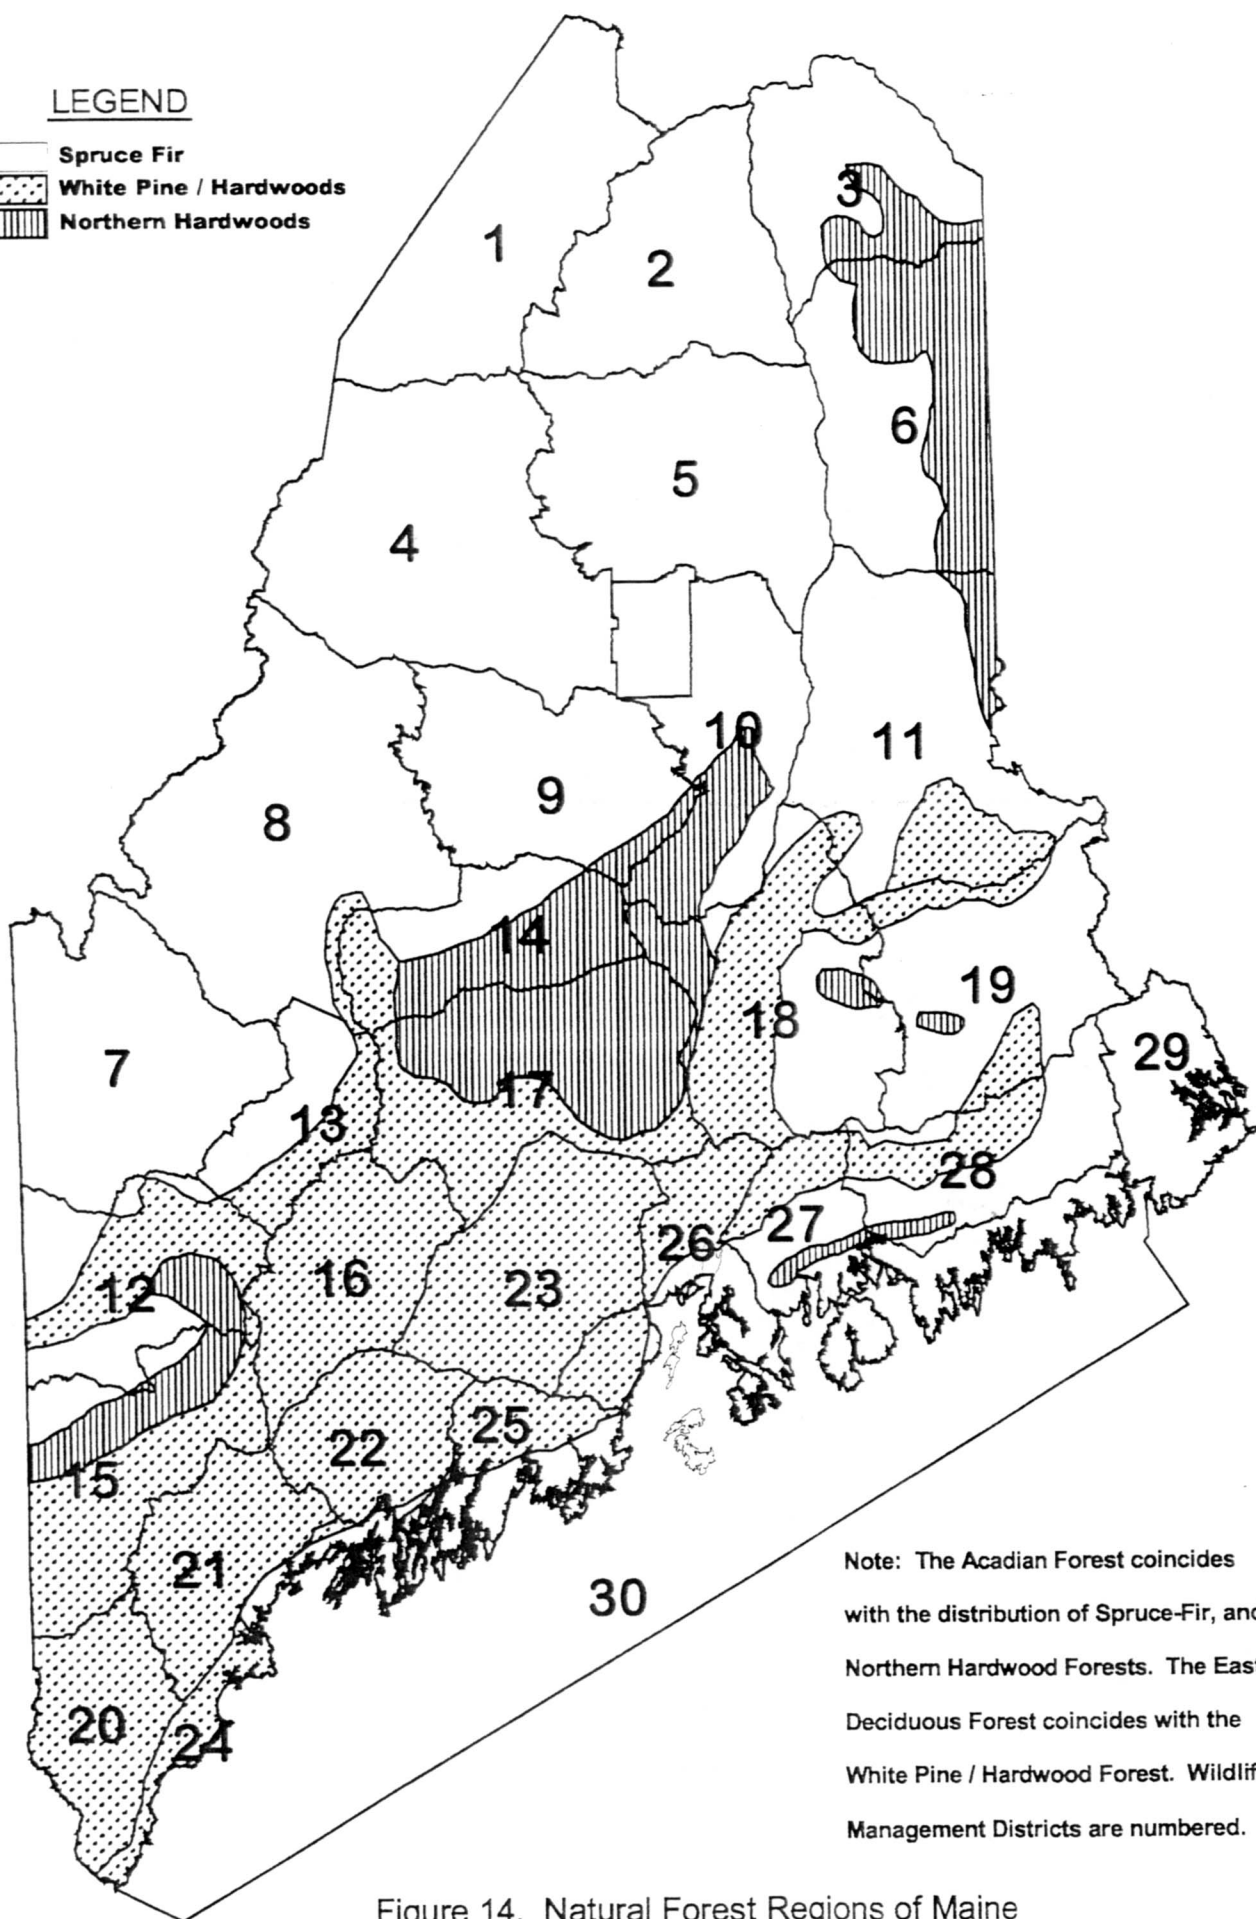 LEGEND
Spruce Fir
White Pine / Hardwoods
Northern Hardwoods
1
2
3
4
5
6
7
8
9
10
11
12
13
14
15
16
17
18
19
20
21
22
23
24
25
26
27
28
29
30
Note: The Acadian Forest coincides
with the distribution of Spruce-Fir, and
Northern Hardwood Forests. The East
Deciduous Forest coincides with the
White Pine / Hardwood Forest. Wildlif
Management Districts are numbered.
Figure 14. Natural Forest Regions of Maine